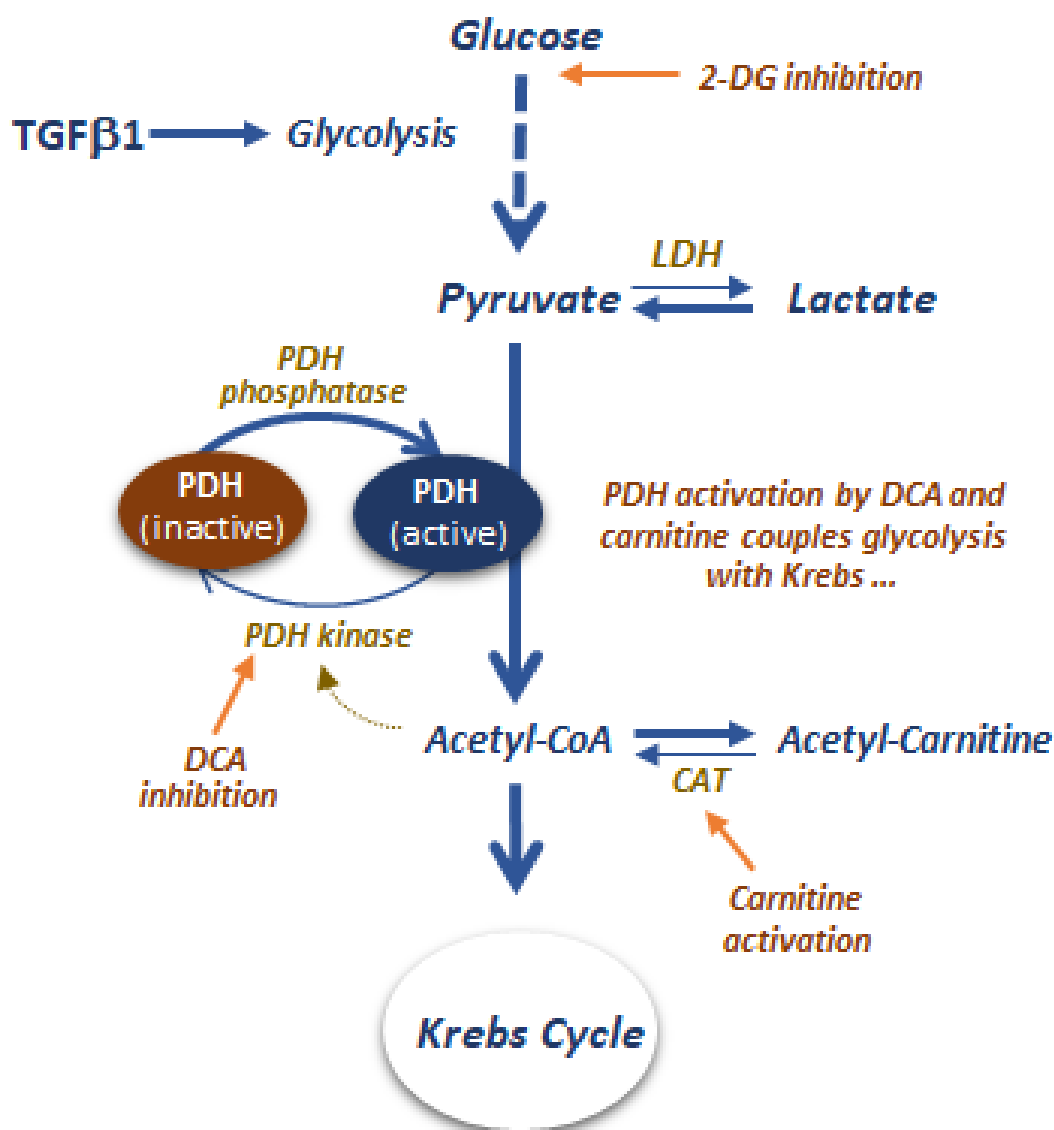 Glucose
2-DG inhibition
TGFβ1
Glycolysis
LDH
Pyruvate
Lactate
PDH
phosphatase
PDH
(inactive)
PDH
(active)
PDH activation by DCA and
carnitine couples glycolysis
with Krebs ...
PDH kinase
DCA
inhibition
Acetyl-CoA
Acetyl-Carnitine
CAT
Carnitine
activation
Krebs Cycle